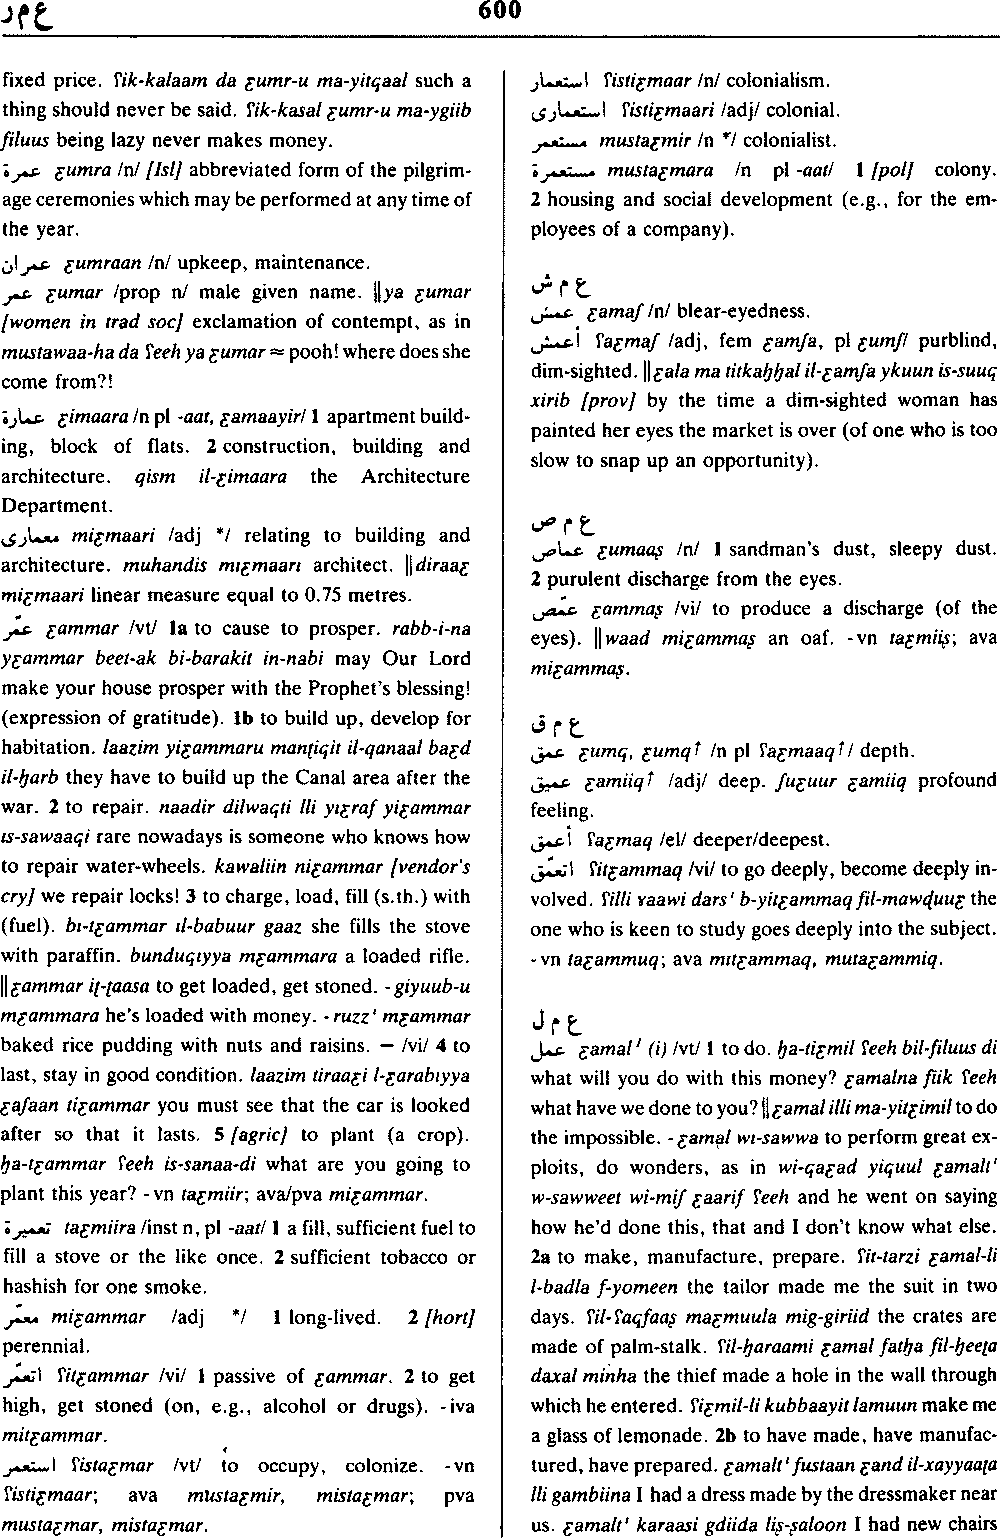 ع م ر
600
fixed price. ʕik-kalaam da ɛumr-u ma-yitqaal such a
thing should never be said. ʕik-kasal ɛumr-u ma-ygiib
filuus being lazy never makes money.
عمرة ɛumra /n/ [Isl] abbreviated form of the pilgrim-
age ceremonies which may be performed at any time of
the year.
عمران ɛumraan /n/ upkeep, maintenance.
عمر ɛumar /prop n/ male given name. ‖ya ɛumar
[women in trad soc] exclamation of contempt, as in
mustawaa-ha da ʕeeh ya ɛumar ≈ pooh! where does she
come from?!
عمارة ɛimaara /n pl -aat, ɛamaayir/ 1 apartment build-
ing, block of flats. 2 construction, building and
architecture. qism il-ɛimaara the Architecture
Department.
معمارى miɛmaari /adj */ relating to building and
architecture. muhandis miɛmaari architect. ‖diraaɛ
miɛmaari linear measure equal to 0.75 metres.
عمّر ɛammar /vt/ 1a to cause to prosper. rabb-i-na
yɛammar beet-ak bi-barakit in-nabi may Our Lord
make your house prosper with the Prophet's blessing!
(expression of gratitude). 1b to build up, develop for
habitation. laazim yiɛammaru manṭiqit il-qanaal baɛd
il-ḥarb they have to build up the Canal area after the
war. 2 to repair. naadir dilwaqti lli yiɛraf yiɛammar
is-sawaaqi rare nowadays is someone who knows how
to repair water-wheels. kawaliin niɛammar [vendor's
cry] we repair locks! 3 to charge, load, fill (s.th.) with
(fuel). bi-tɛammar il-babuur gaaz she fills the stove
with paraffin. bunduqiyya mɛammara a loaded rifle.
‖ɛammar iṭ-ṭaasa to get loaded, get stoned. -giyuub-u
mɛammara he's loaded with money. -ruzzˈ mɛammar
baked rice pudding with nuts and raisins. — /vi/ 4 to
last, stay in good condition. laazim tiraaɛi l-ɛarabiyya
ɛaʃaan tiɛammar you must see that the car is looked
after so that it lasts. 5 [agric] to plant (a crop).
ḥa-tɛammar ʕeeh is-sanaa-di what are you going to
plant this year? -vn taɛmiir; ava/pva miɛammar.
تعميرة taɛmiira /inst n, pl -aat/ 1 a fill, sufficient fuel to
fill a stove or the like once. 2 sufficient tobacco or
hashish for one smoke.
معمّر miɛammar /adj */ 1 long-lived. 2 [hort]
perennial.
اتعمّر ʕitɛammar /vi/ 1 passive of ɛammar. 2 to get
high, get stoned (on, e.g., alcohol or drugs). -iva
mitɛammar.
استعمر ʕistaɛmar /vt/ to occupy, colonize. -vn
ʕistiɛmaar; ava mustaɛmir, mistaɛmar; pva
mustaɛmar, mistaɛmar.
استعمار ʕistiɛmaar /n/ colonialism.
استعمارى ʕistiɛmaari /adj/ colonial.
مستعمر mustaɛmir /n */ colonialist.
مستعمرة mustaɛmara /n pl -aat/ 1 [pol] colony.
2 housing and social development (e.g., for the em-
ployees of a company).
ع م ش
عمش ɛamaʃ /n/ blear-eyedness.
أعمش ʕaɛmaʃ /adj, fem ɛamʃa, pl ɛumʃ/ purblind,
dim-sighted. ‖ɛala ma titkaḥḥal il-ɛamʃa ykuun is-suuq
xirib [prov] by the time a dim-sighted woman has
painted her eyes the market is over (of one who is too
slow to snap up an opportunity).
ع م ص
عماص ɛumaaṣ /n/ 1 sandman's dust, sleepy dust.
2 purulent discharge from the eyes.
عمّص ɛammaṣ /vi/ to produce a discharge (of the
eyes). ‖waad miɛammaṣ an oaf. -vn taɛmiiṣ; ava
miɛammaṣ.
ع م ق
عمق ɛumq, ɛumq↑ /n pl ʕaɛmaaq↑/ depth.
عميق ɛamiiq↑ /adj/ deep. ʃuɛuur ɛamiiq profound
feeling.
أعمق ʕaɛmaq /el/ deeper/deepest.
اتعمّق ʕitɛammaq /vi/ to go deeply, become deeply in-
volved. ʕilli ɣaawi darsˈ b-yitɛammaq fil-mawḍuuɛ the
one who is keen to study goes deeply into the subject.
-vn taɛammuq; ava mitɛammaq, mutaɛammiq.
ع م ل
عمل ɛamal¹ (i) /vt/ 1 to do. ḥa-tiɛmil ʕeeh bil-filuus di
what will you do with this money? ɛamalna fiik ʕeeh
what have we done to you? ‖ɛamal illi ma-yitɛimil to do
the impossible. -ɛamaḷ wi-sawwa to perform great ex-
ploits, do wonders, as in wi-qaɛad yiquul ɛamaltˈ
w-sawweet wi-miʃ ɛaarif ʕeeh and he went on saying
how he'd done this, that and I don't know what else.
2a to make, manufacture, prepare. ʕit-tarzi ɛamal-li
l-badla f-yomeen the tailor made me the suit in two
days. ʕil-ʕaqfaaṣ maɛmuula mig-giriid the crates are
made of palm-stalk. ʕil-ḥaraami ɛamal fatḥa fil-ḥeeṭa
daxal minha the thief made a hole in the wall through
which he entered. ʕiɛmil-li kubbaayit lamuun make me
a glass of lemonade. 2b to have made, have manufac-
tured, have prepared. ɛamaltˈ fustaan ɛand il-xayyaaṭa
lli gambiina I had a dress made by the dressmaker near
us. ɛamaltˈ karaasi gdiida liṣ-ṣaloon I had new chairs